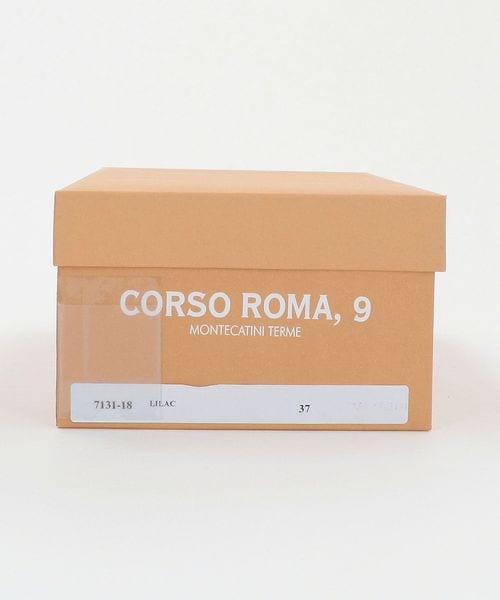 CORSO ROMA, 9
MONTECATINI TERME
7131-18 LILAC 37